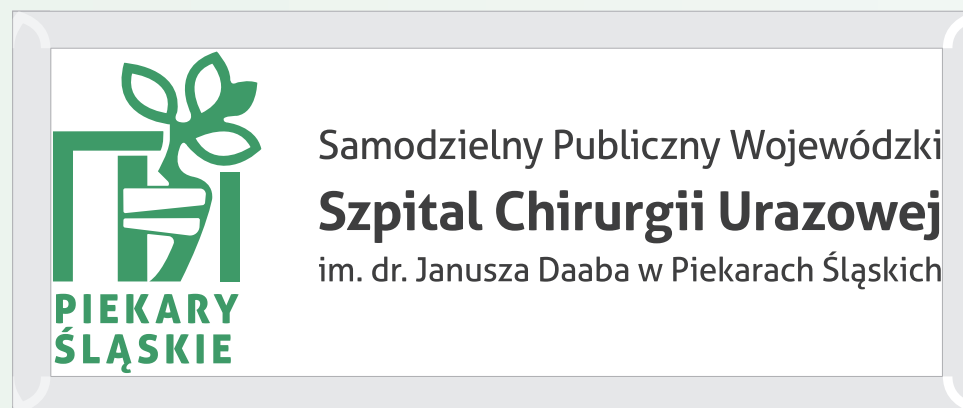 Samodzielny Publiczny Wojewódzki
Szpital Chirurgii Urazowej
im. dr. Janusza Daaba w Piekarach Śląskich
PIEKARY
ŚLĄSKIE